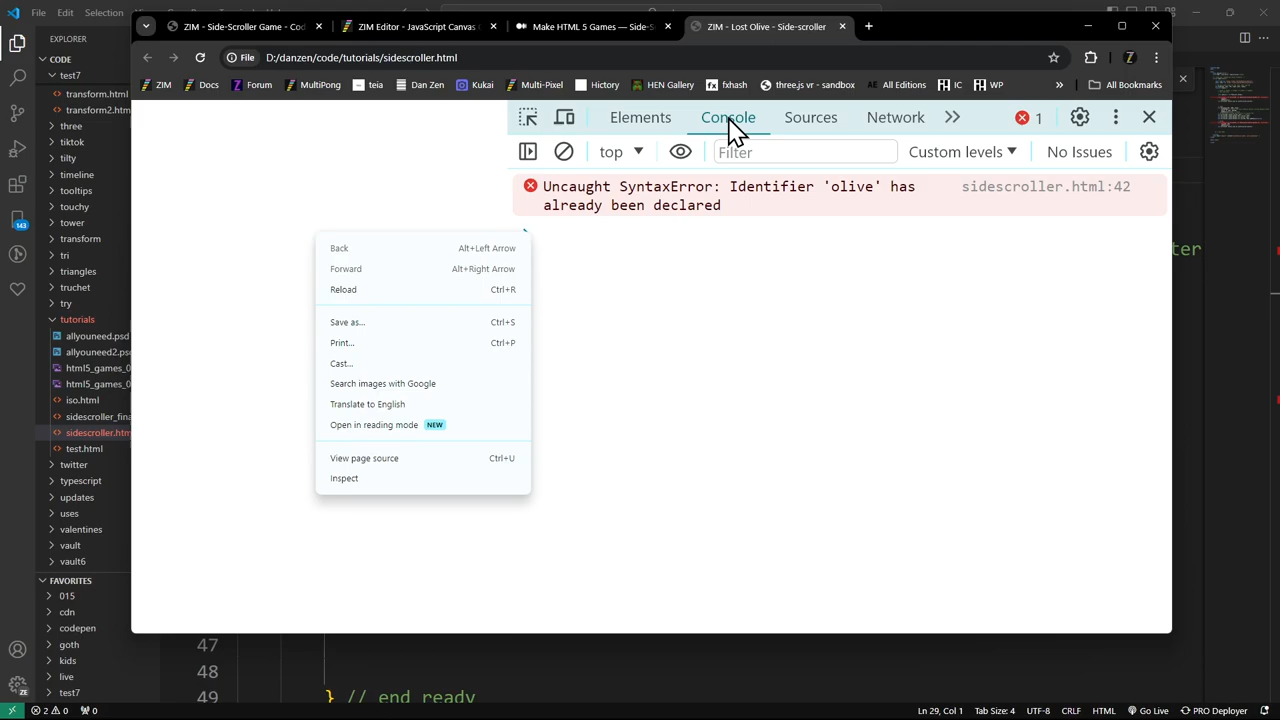 File Edit Selection
ZIM - Side-Scroller Game - Cod
ZIM Editor - JavaScript Canvas
Make HTML 5 Games — Side-S
ZIM - Lost Olive - Side-scroller
EXPLORER
File D:/danzen/code/tutorials/sidescroller.html
CODE
test7
ZIM Docs Forum MultiPong teia Dan Zen Kukai Multi-Pixel Hictory HEN Gallery fxhash three.js vr - sandbox All Editions IC WP » All Bookmarks
transform.html
transform2.htm
three
tiktok
tilty
timeline
tooltips
touchy
tower
transform
tri
triangles
truchet
try
tutorials
allyouneed.psd
allyouneed2.ps
html5_games_0
html5_games_0
iso.html
sidescroller_fina
sidescroller.htm
test.html
twitter
typescript
updates
uses
valentines
vault
vault6
FAVORITES
015
cdn
codepen
goth
kids
live
test7
143
ZE
Elements Console Sources Network 1
top Filter Custom levels No Issues
Uncaught SyntaxError: Identifier 'olive' has sidescroller.html:42
already been declared
Back Alt+Left Arrow
Forward Alt+Right Arrow
Reload Ctrl+R
Save as... Ctrl+S
Print... Ctrl+P
Cast...
Search images with Google
Translate to English
Open in reading mode NEW
View page source Ctrl+U
Inspect
ter
47
48
49 } // end ready
2 0 0
Ln 29, Col 1 Tab Size: 4 UTF-8 CRLF HTML Go Live PRO Deployer